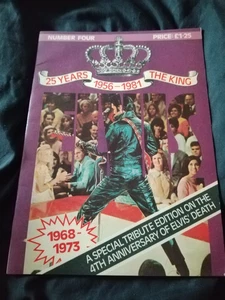 NUMBER FOUR PRICE £1·25
25 YEARS THE KING
1956-1981
1968-
1973
A SPECIAL TRIBUTE EDITION ON THE
4TH ANNIVERSARY OF ELVIS' DEATH